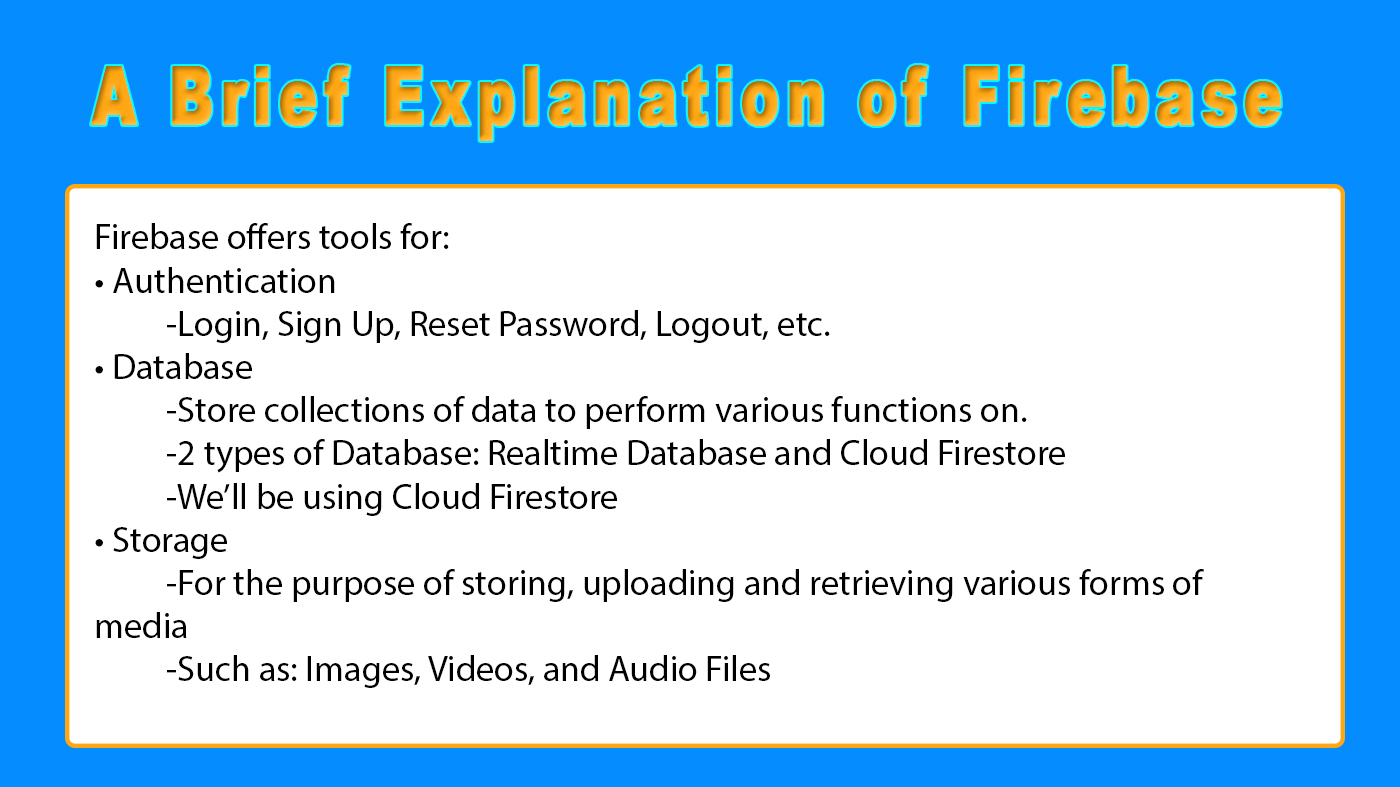 A Brief Explanation of Firebase
Firebase offers tools for:
• Authentication
-Login, Sign Up, Reset Password, Logout, etc.
• Database
-Store collections of data to perform various functions on.
-2 types of Database: Realtime Database and Cloud Firestore
-We’ll be using Cloud Firestore
• Storage
-For the purpose of storing, uploading and retrieving various forms of
media
-Such as: Images, Videos, and Audio Files